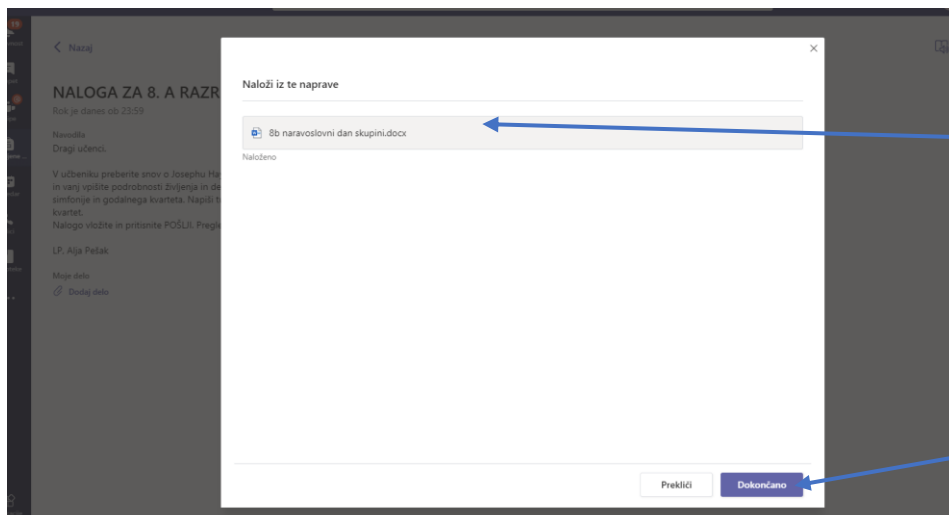 19
Nazaj
NALOGA ZA 8. A RAZR
Rok je danes ob 23:59
Navodila
Dragi učenci.
V učbeniku preberite snov o Josephu Ha
in vanj vpišite podrobnosti življenja in de
simfonije in godalnega kvarteta. Napiši t
kvartet.
Nalogo vložite in pritisnite POŠLJI. Pregle
LP, Alja Pešak
Moje delo
Dodaj delo
Naloži iz te naprave
8b naravoslovni dan skupini.docx
Naloženo
Prekliči
Dokončano